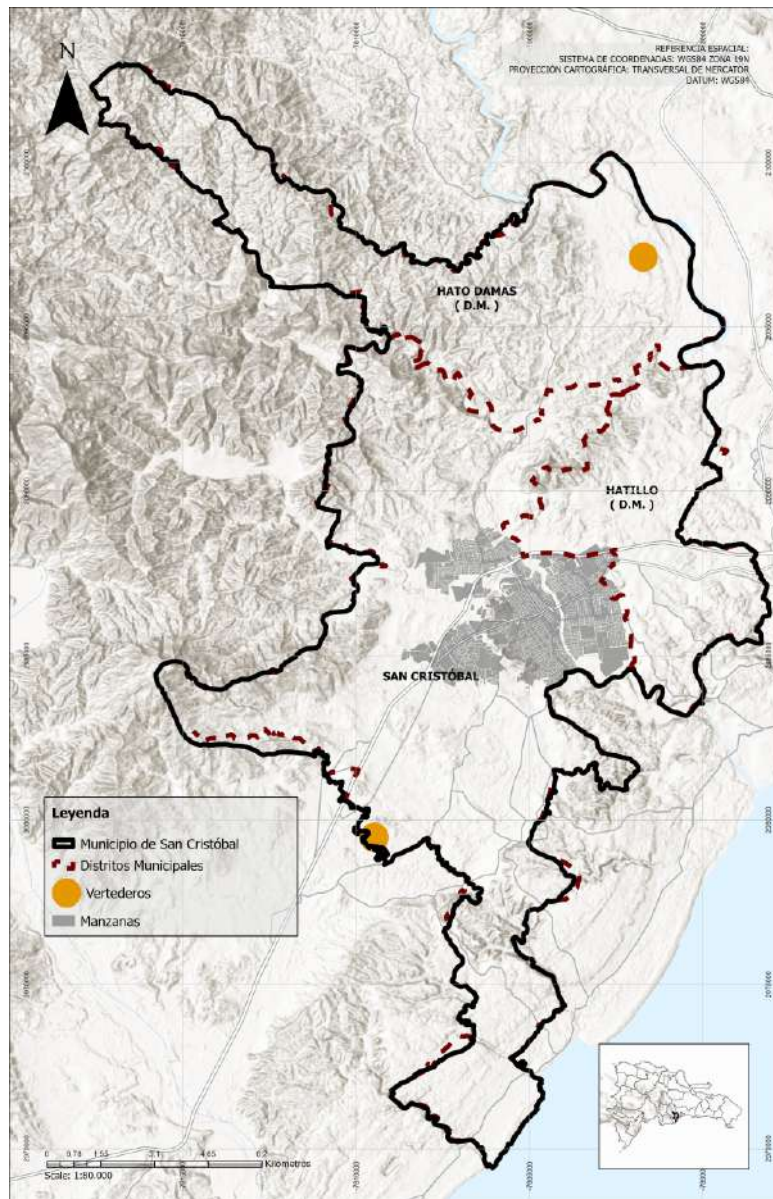 N
REFERENCIA ESPACIAL:
SISTEMA DE COORDENADAS: WGS84 ZONA 19N
PROYECCIÓN CARTOGRÁFICA: TRANSVERSAL DE MERCATOR
DATUM: WGS84
HATO DAMAS
( D.M. )
HATILLO
( D.M. )
SAN CRISTÓBAL
Leyenda
Municipio de San Cristóbal
Distritos Municipales
Vertederos
Manzanas
Kilometros
Scale: 1:80.000